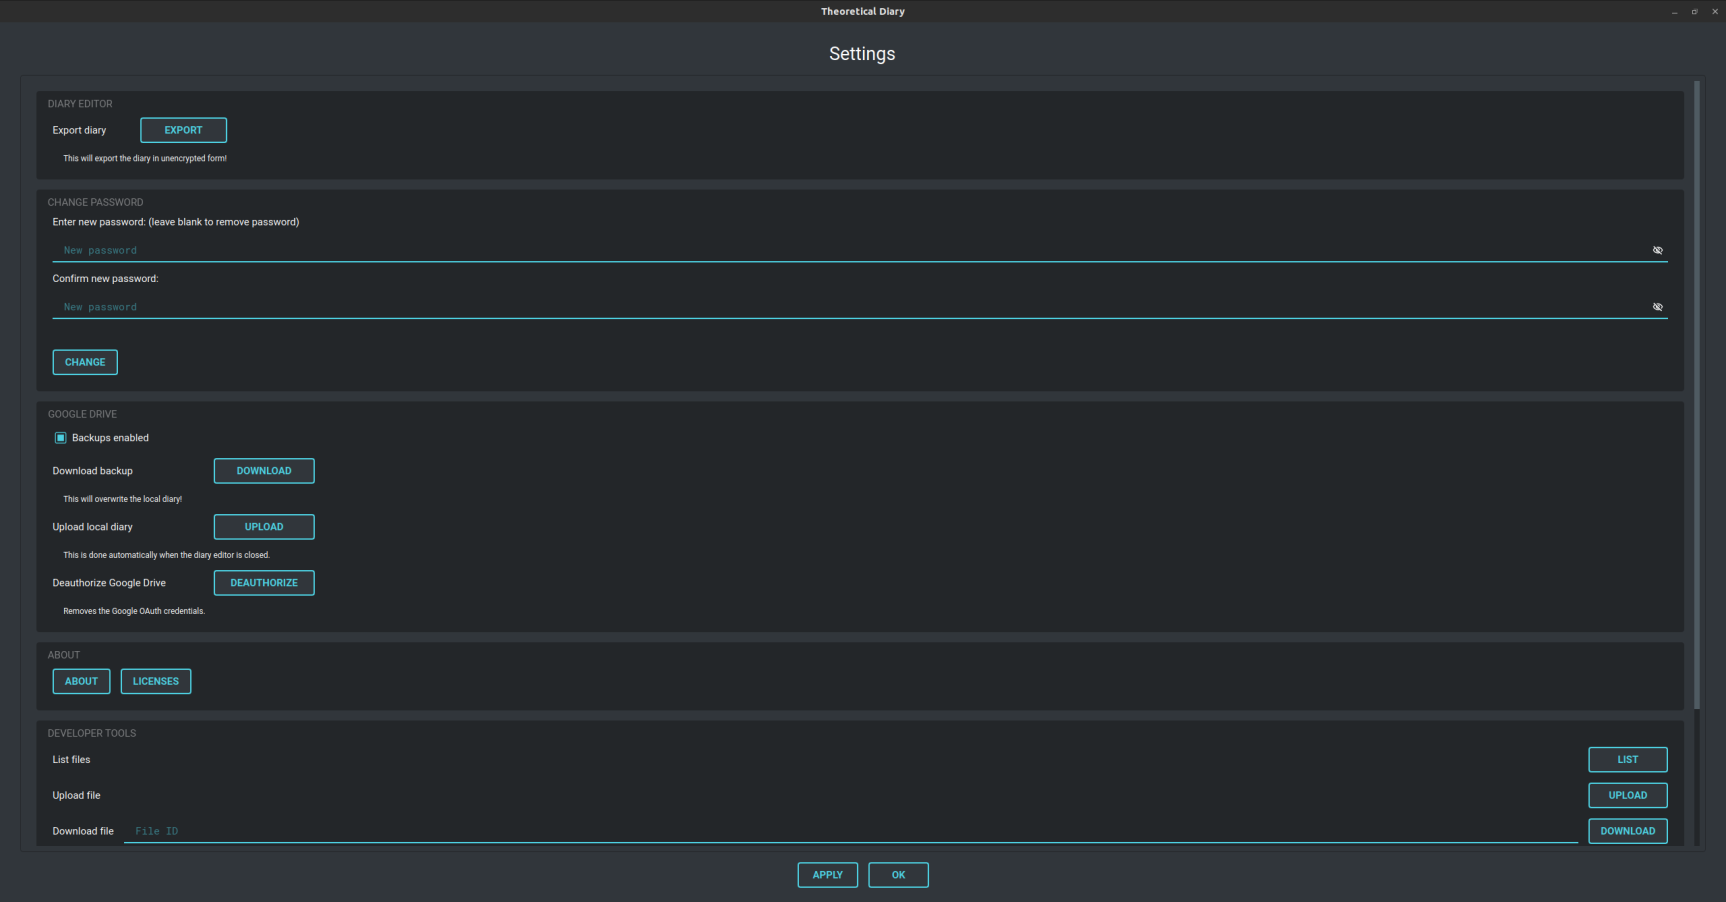 Theoretical Diary
Settings
DIARY EDITOR
Export diary EXPORT
This will export the diary in unencrypted form!
CHANGE PASSWORD
Enter new password: (leave blank to remove password)
New password
Confirm new password:
New password
CHANGE
GOOGLE DRIVE
Backups enabled
Download backup DOWNLOAD
This will overwrite the local diary!
Upload local diary UPLOAD
This is done automatically when the diary editor is closed.
Deauthorize Google Drive DEAUTHORIZE
Removes the Google OAuth credentials.
ABOUT
ABOUT LICENSES
DEVELOPER TOOLS
List files LIST
Upload file UPLOAD
Download file File ID DOWNLOAD
APPLY OK